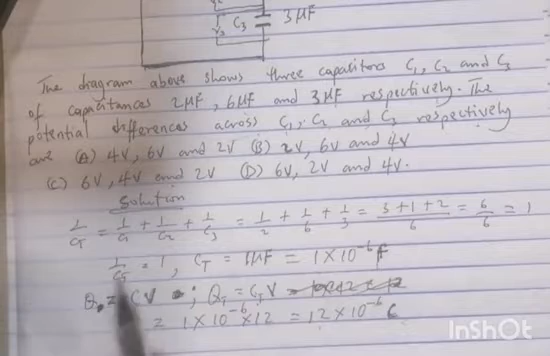 C3 3μF
V3
The diagram above shows three capacitors C1, C2 and C3
of capacitances 2μF, 6μF and 3μF respectively. The
potential differences across C1, C2 and C3 respectively
are (A) 4V, 6V and 2V (B) 2V, 6V and 4V
(C) 6V, 4V and 2V (D) 6V, 2V and 4V.
Solution
1/CT = 1/C1 + 1/C2 + 1/C3 = 1/2 + 1/6 + 1/3 = 3+1+2/6 = 6/6 = 1
1/CT = 1, CT = 1μF = 1×10⁻⁶F
= CV ; QT = CTV
= 1×10⁻⁶×12 = 12×10⁻⁶ C
InShOt